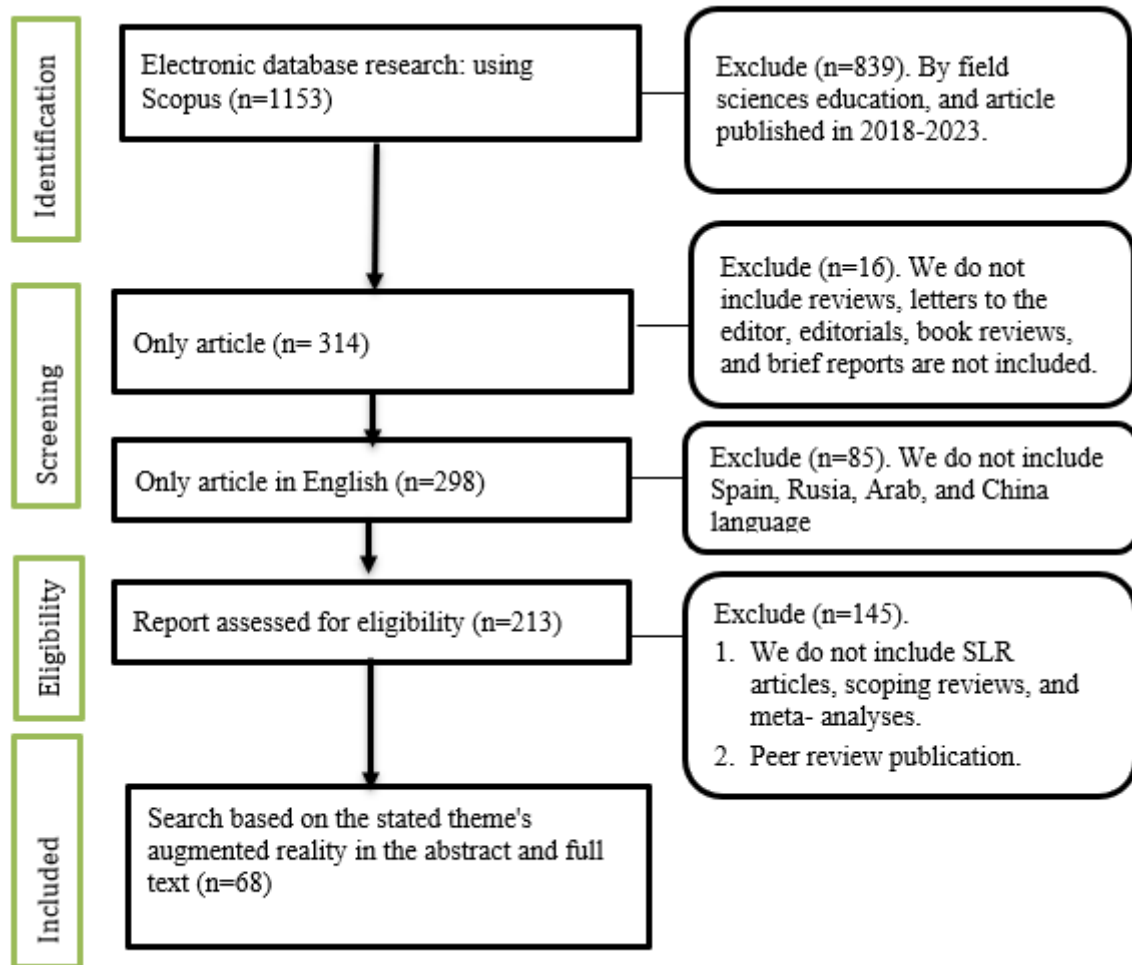 Identification
Electronic database research: using
Scopus (n=1153)
Exclude (n=839). By field
sciences education, and article
published in 2018-2023.
Screening
Only article (n= 314)
Exclude (n=16). We do not
include reviews, letters to the
editor, editorials, book reviews,
and brief reports are not included.
Only article in English (n=298)
Exclude (n=85). We do not include
Spain, Rusia, Arab, and China
language
Eligibility
Report assessed for eligibility (n=213)
Exclude (n=145).
1. We do not include SLR
articles, scoping reviews, and
meta- analyses.
2. Peer review publication.
Included
Search based on the stated theme's
augmented reality in the abstract and full
text (n=68)